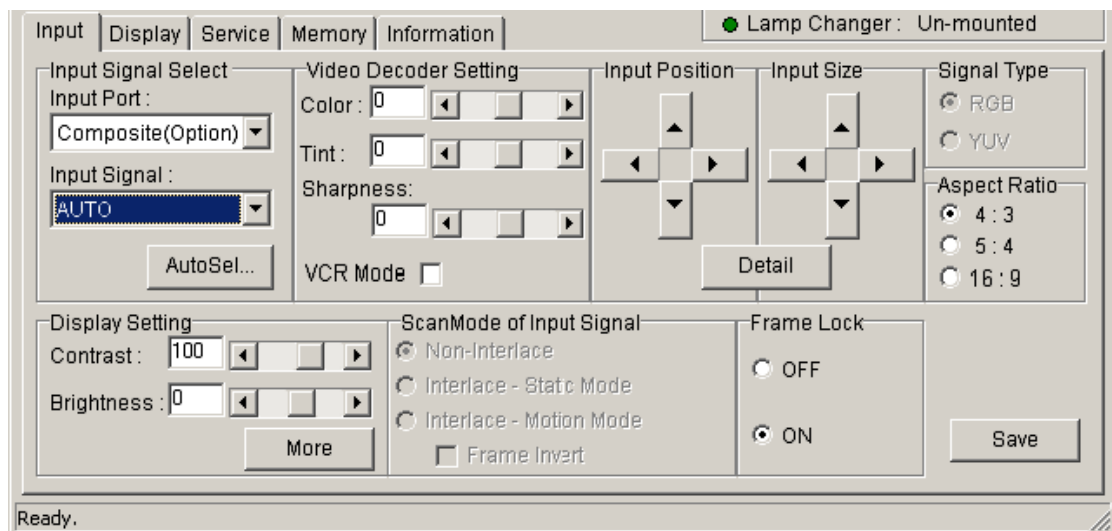 Lamp Changer : Un-mounted
Input Display Service Memory Information
Input Signal Select
Input Port :
Composite(Option)
Input Signal :
AUTO
AutoSel...
Video Decoder Setting
Color : 0
Tint : 0
Sharpness:
0
VCR Mode
Input Position
Input Size
Detail
Signal Type
RGB
YUV
Aspect Ratio
4 : 3
5 : 4
16 : 9
Display Setting
Contrast : 100
Brightness : 0
More
ScanMode of Input Signal
Non-Interlace
Interlace - Static Mode
Interlace - Motion Mode
Frame Invert
Frame Lock
OFF
ON
Save
Ready.